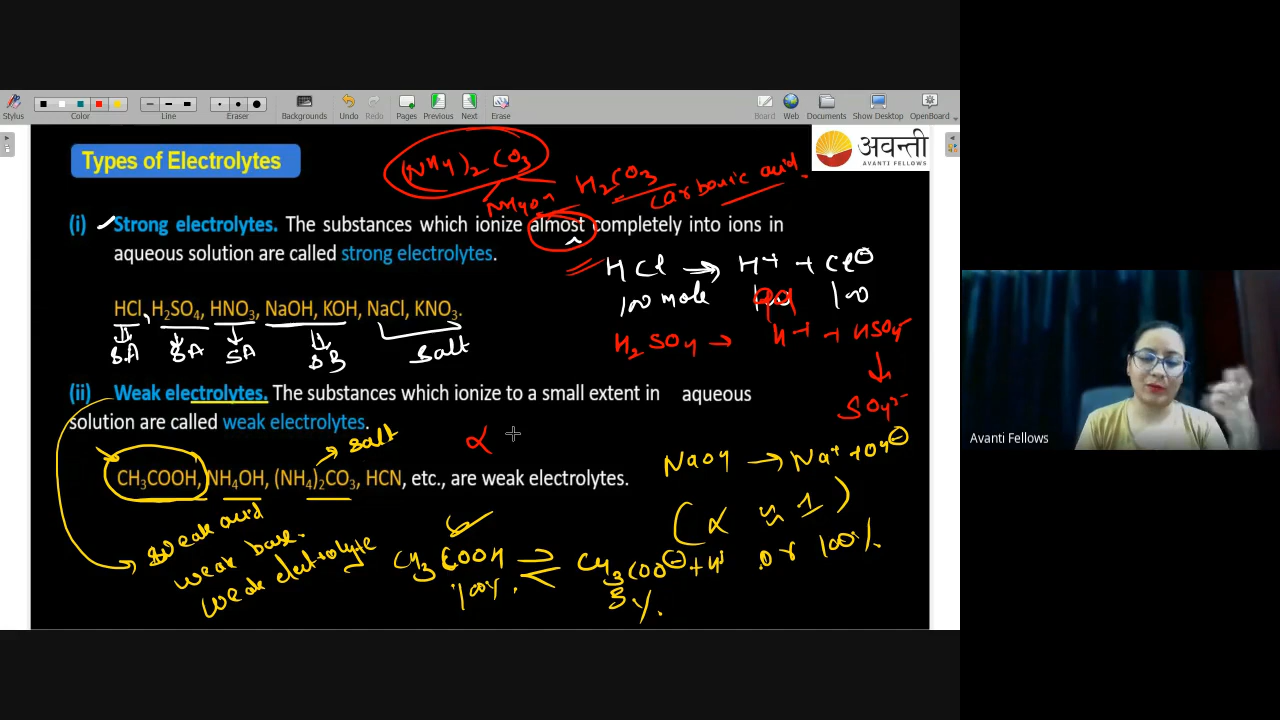 Stylus
Color
Line
Eraser
Backgrounds
Undo
Redo
Pages
Previous
Next
Erase
Board
Web
Documents
Show Desktop
OpenBoard
Types of Electrolytes
अवन्ती
AVANTI FELLOWS
(NH4)2 CO3
NH4OH
H2CO3
carbonic acid.
(i) Strong electrolytes. The substances which ionize almost completely into ions in
aqueous solution are called strong electrolytes.
HCl → H+ + Cl⊖
100 mole
100
HCl, H2SO4, HNO3, NaOH, KOH, NaCl, KNO3.
SA SA SA SB salt
H2SO4 → H+ + HSO4-
SO4 2-
(ii) Weak electrolytes. The substances which ionize to a small extent in aqueous
solution are called weak electrolytes.
→ salt
α
NaOH → Na+ + OH⊖
CH3COOH, NH4OH, (NH4)2CO3, HCN, etc., are weak electrolytes.
(α ≈ 1)
or 100%.
weak acid
weak base.
weak electrolyte
CH3COOH ⇌ CH3COO⊖ + H+
100%.
5%.
Avanti Fellows